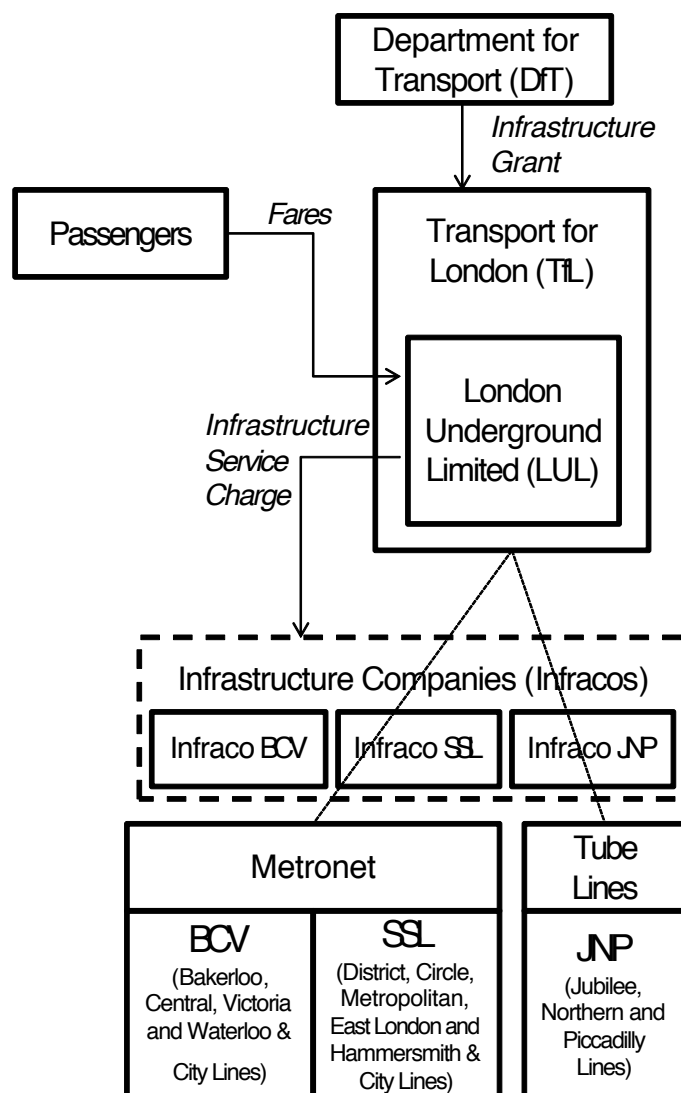 Department for
Transport (DfT)
Infrastructure
Grant
Passengers
Fares
Transport for
London (TfL)
London
Underground
Limited (LUL)
Infrastructure
Service
Charge
Infrastructure Companies (Infracos)
Infraco BCV
Infraco SSL
Infraco JNP
Metronet
Tube
Lines
BCV
(Bakerloo,
Central, Victoria
and Waterloo &
City Lines)
SSL
(District, Circle,
Metropolitan,
East London and
Hammersmith &
City Lines)
JNP
(Jubilee,
Northern and
Piccadilly
Lines)